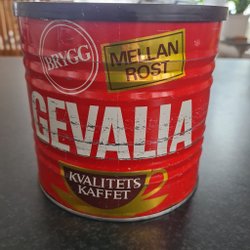 BRYGG
MELLAN
ROST
GEVALIA
KVALITETS
KAFFET